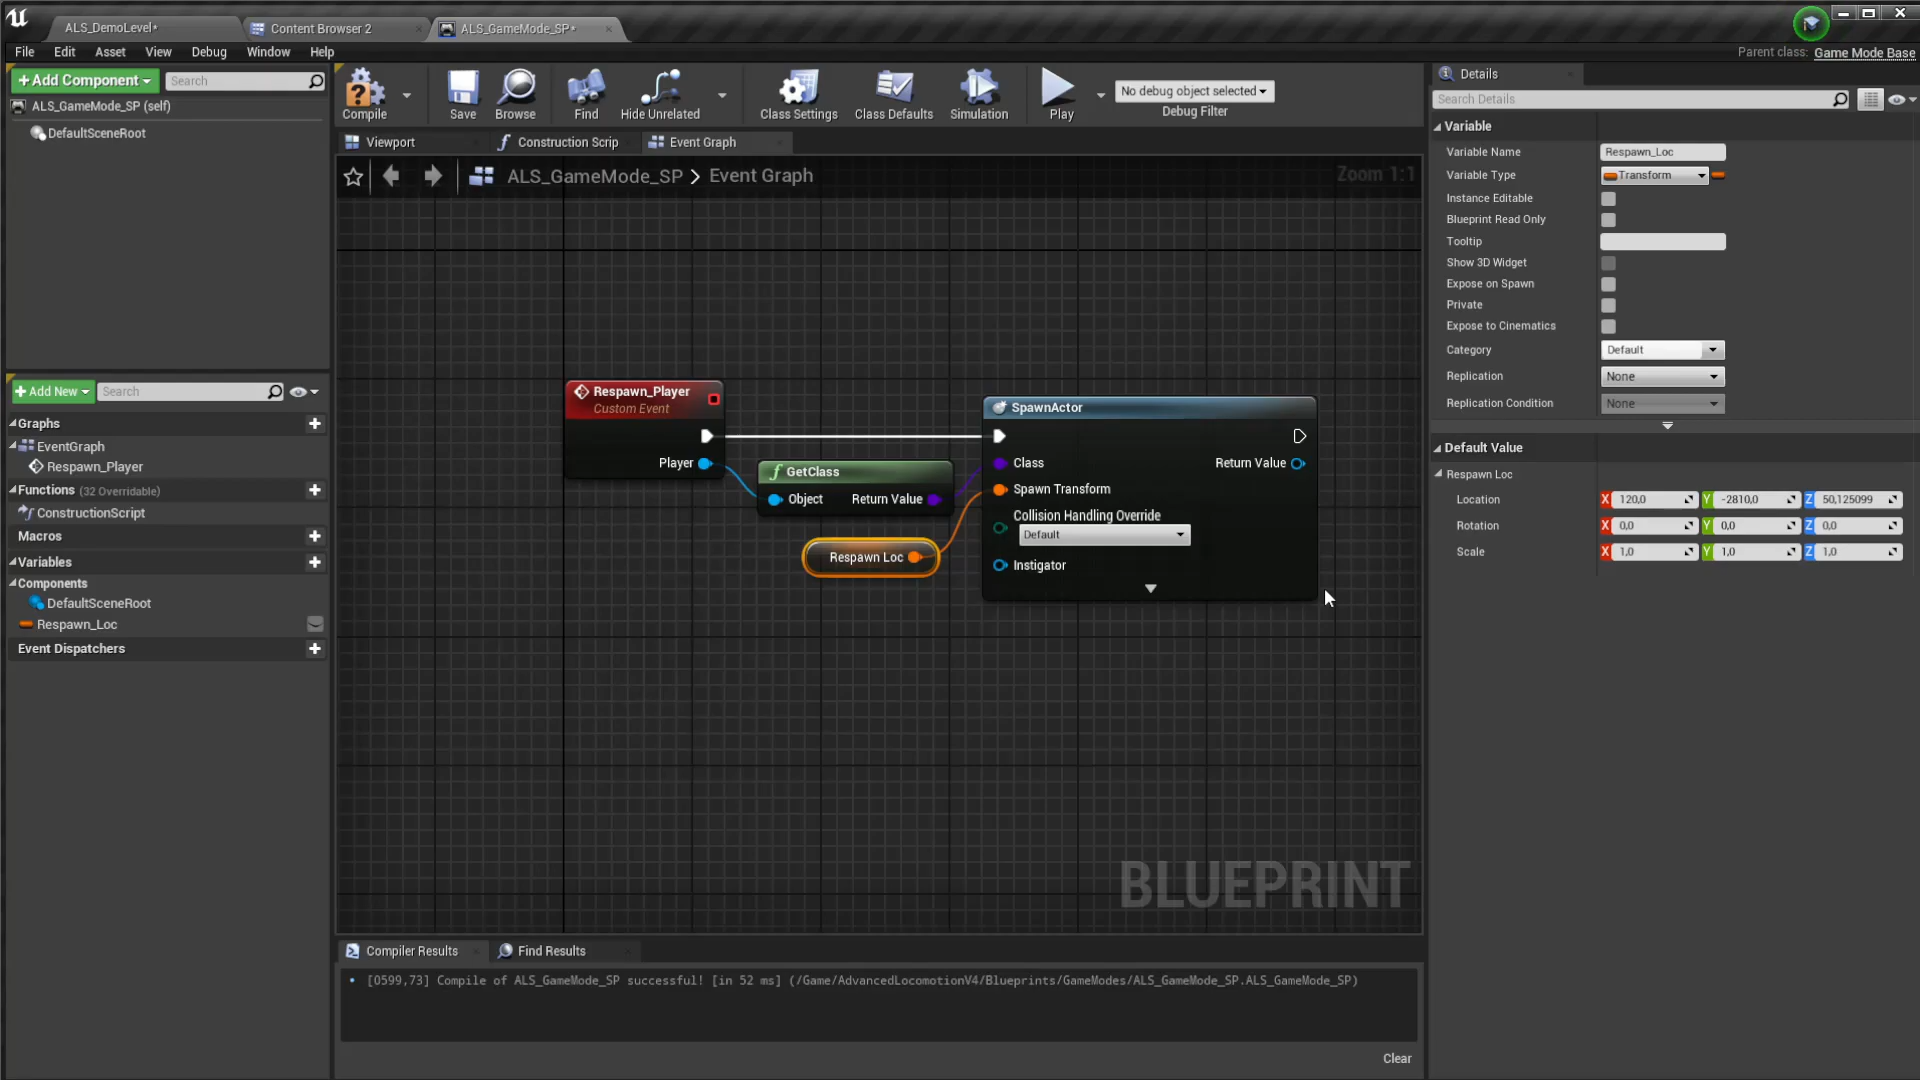 ALS_DemoLevel*
Content Browser 2
ALS_GameMode_SP*
File Edit Asset View Debug Window Help
Parent class: Game Mode Base
+Add Component
Search
ALS_GameMode_SP (self)
DefaultSceneRoot
Compile
Save
Browse
Find
Hide Unrelated
Class Settings
Class Defaults
Simulation
Play
No debug object selected
Debug Filter
Viewport
Construction Scrip
Event Graph
ALS_GameMode_SP > Event Graph
Zoom 1:1
+Add New
Search
Graphs
EventGraph
Respawn_Player
Functions (32 Overridable)
ConstructionScript
Macros
Variables
Components
DefaultSceneRoot
Respawn_Loc
Event Dispatchers
Respawn_Player
Custom Event
Player
GetClass
Object
Return Value
Respawn Loc
SpawnActor
Class
Return Value
Spawn Transform
Collision Handling Override
Default
Instigator
BLUEPRINT
Compiler Results
Find Results
[0599,73] Compile of ALS_GameMode_SP successful! [in 52 ms] (/Game/AdvancedLocomotionV4/Blueprints/GameModes/ALS_GameMode_SP.ALS_GameMode_SP)
Clear
Details
Search Details
Variable
Variable Name Respawn_Loc
Variable Type Transform
Instance Editable
Blueprint Read Only
Tooltip
Show 3D Widget
Expose on Spawn
Private
Expose to Cinematics
Category Default
Replication None
Replication Condition None
Default Value
Respawn Loc
Location X 120,0 Y -2810,0 Z 50,125099
Rotation X 0,0 Y 0,0 Z 0,0
Scale X 1,0 Y 1,0 Z 1,0